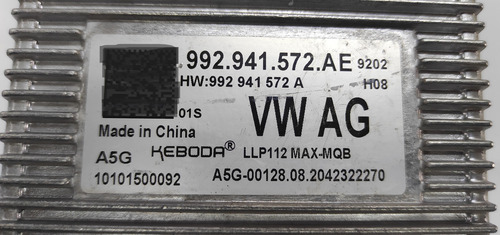 .992.941.572.AE 9202
HW:992 941 572 A H08
01S
VW AG
Made in China
A5G KEBODA® LLP112 MAX-MQB
10101500092 A5G-00128.08.2042322270